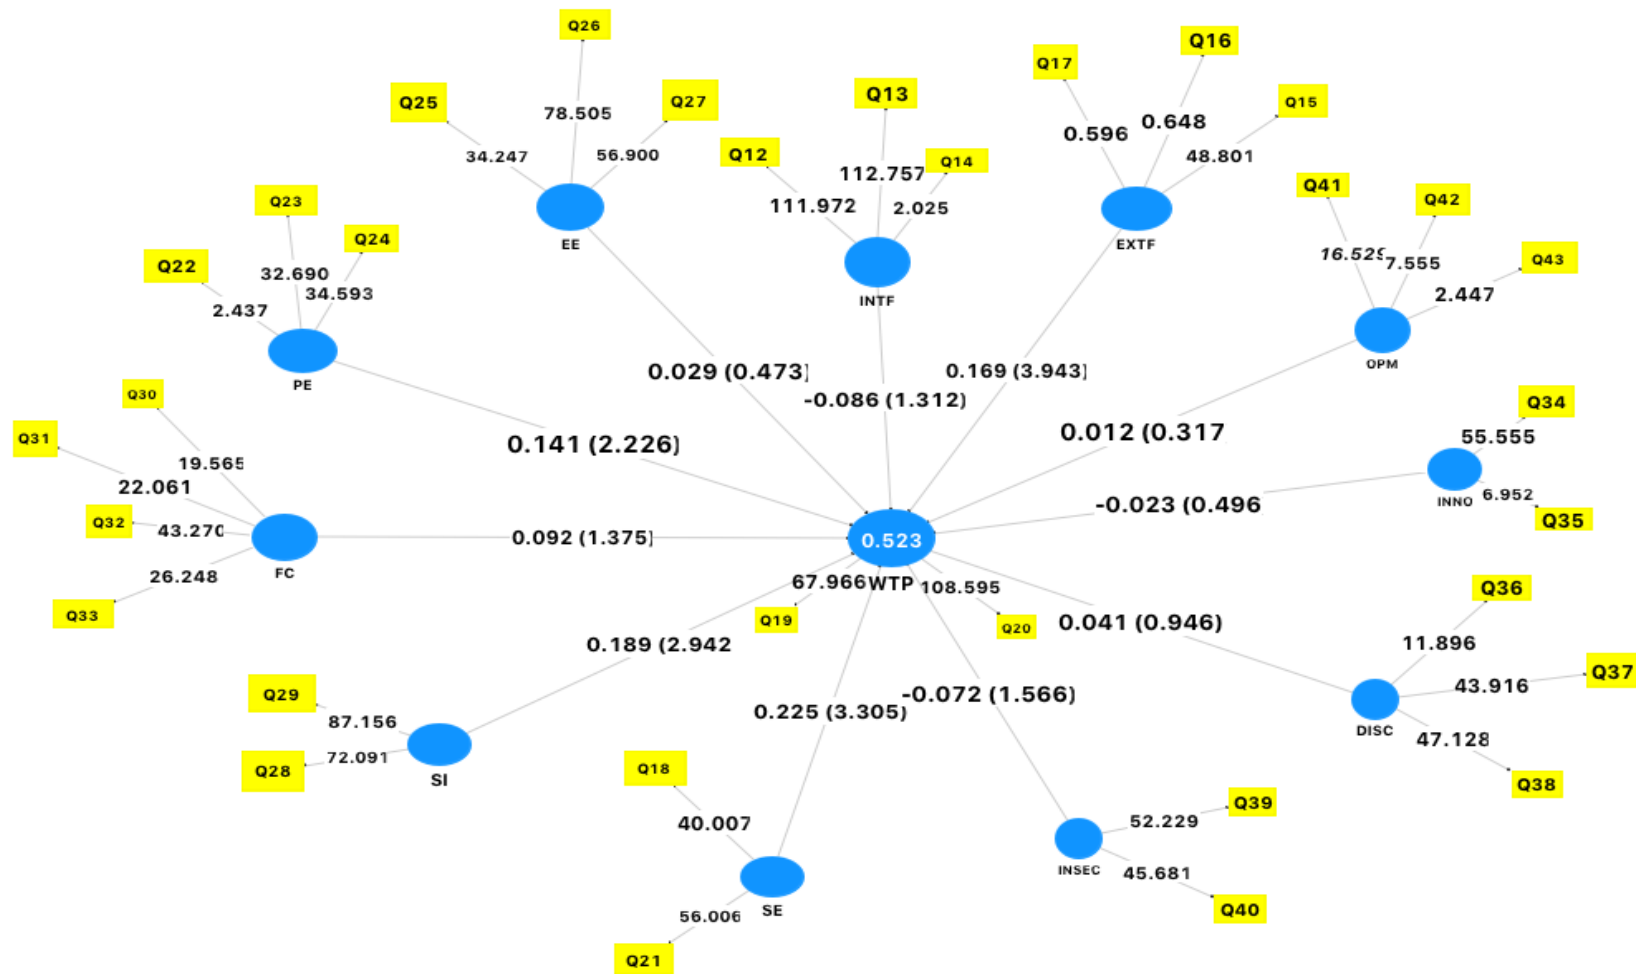 Q26
Q16
Q17
Q13
Q25
Q27
Q15
78.505
0.648
0.596
Q12
34.247
56.900
Q14
48.801
112.757
Q41
Q23
Q42
111.972
2.025
Q24
EE
EXTF
Q22
Q43
16.529
7.555
32.690
34.593
2.437
INTF
2.447
OPM
PE
0.029 (0.473)
0.169 (3.943)
Q30
-0.086 (1.312)
Q34
Q31
0.141 (2.226)
0.012 (0.317
55.555
19.565
22.061
-0.023 (0.496
INNO
6.952
Q32
43.270
Q35
0.092 (1.375)
0.523
FC
26.248
67.966
WTP
108.595
Q36
Q33
Q19
Q20
0.041 (0.946)
0.189 (2.942
11.896
Q37
Q29
43.916
-0.072 (1.566)
87.156
0.225 (3.305)
DISC
47.128
72.091
Q28
Q18
SI
Q38
Q39
40.007
52.229
INSEC
45.681
SE
56.006
Q40
Q21